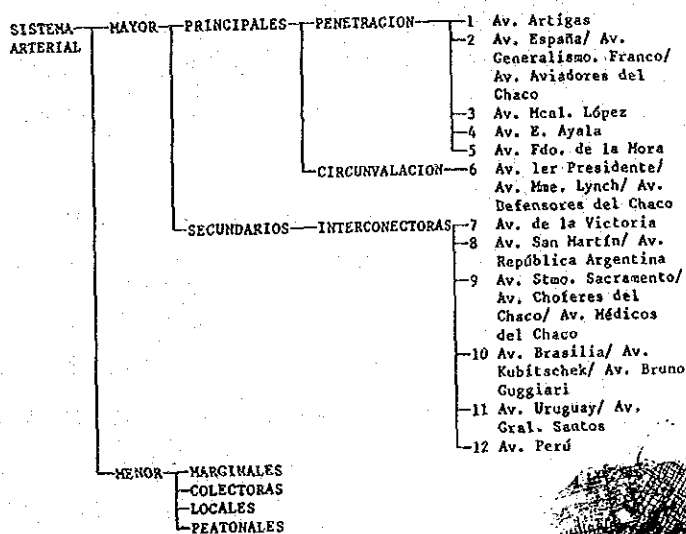 SISTEMA MAYOR PRINCIPALES PENETRACION 1 Av. Artigas
ARTERIAL 2 Av. España/ Av.
Generalísimo. Franco/
Av. Aviadores del
Chaco
3 Av. Mcal. López
4 Av. E. Ayala
5 Av. Fdo. de la Mora
CIRCUNVALACION 6 Av. 1er Presidente/
Av. Mme. Lynch/ Av.
Defensores del Chaco
SECUNDARIOS INTERCONECTORAS 7 Av. de la Victoria
8 Av. San Martín/ Av.
República Argentina
9 Av. Stmo. Sacramento/
Av. Choferes del
Chaco/ Av. Médicos
del Chaco
10 Av. Brasilia/ Av.
Kubitschek/ Av. Bruno
Guggiari
11 Av. Uruguay/ Av.
Gral. Santos
12 Av. Perú
MENOR MARGINALES
COLECTORAS
LOCALES
PEATONALES